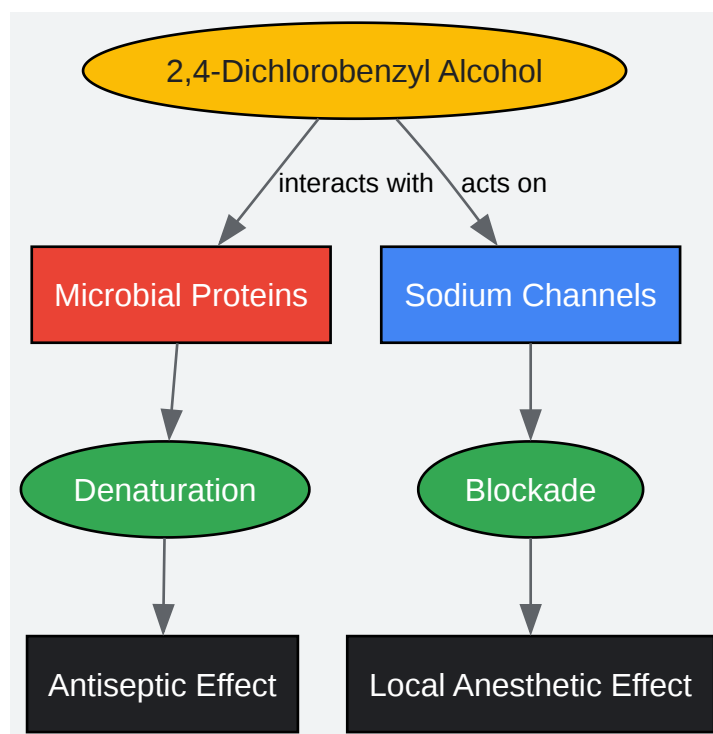 2,4-Dichlorobenzyl Alcohol
interacts with
acts on
Microbial Proteins
Sodium Channels
Denaturation
Blockade
Antiseptic Effect
Local Anesthetic Effect